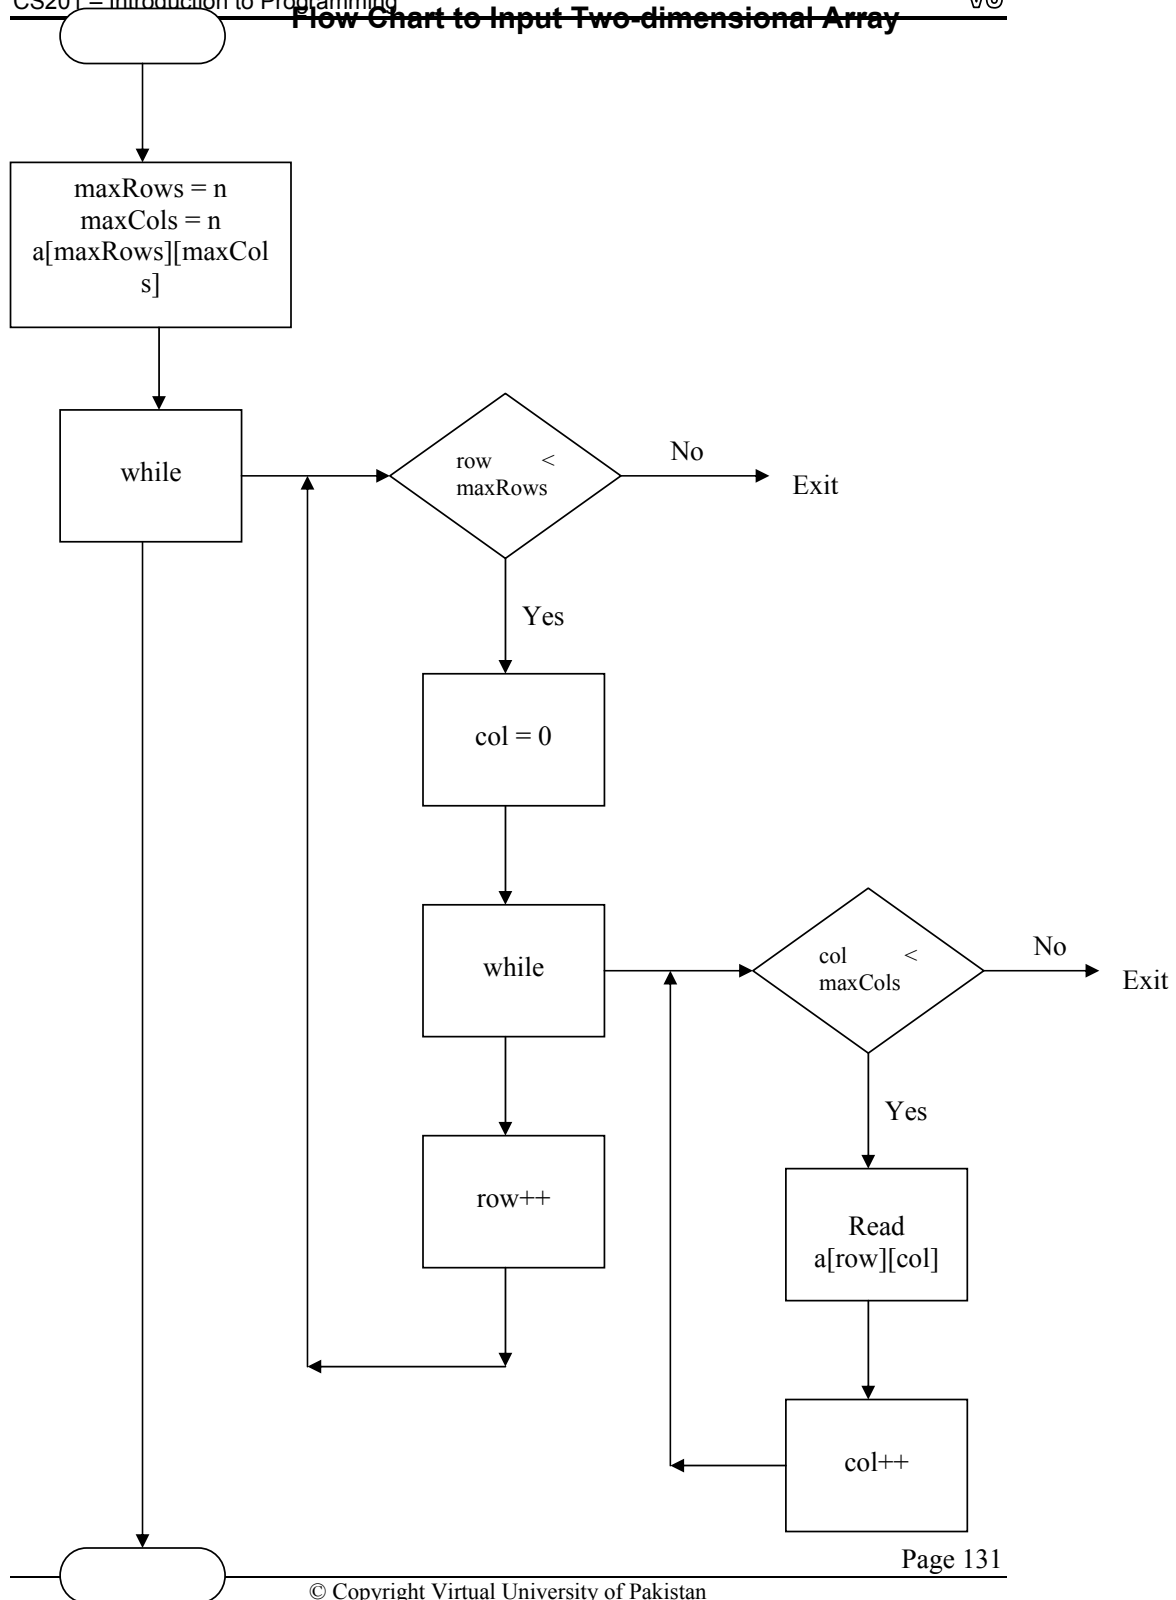 CS201 – Introduction to Programming
Flow Chart to Input Two-dimensional Array
maxRows = n
maxCols = n
a[maxRows][maxCol
s]
while
row <
maxRows
No
Exit
Yes
col = 0
while
col <
maxCols
No
Exit
Yes
row++
Read
a[row][col]
col++
Page 131
© Copyright Virtual University of Pakistan